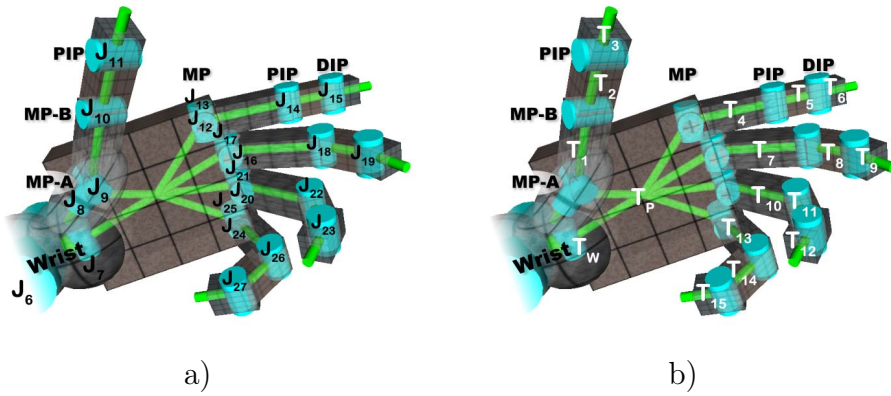 PIP
J11
MP
PIP
DIP
MP-B
J10
J13
J12
J14
J15
J17
J16
J18
J19
MP-A
J9
J8
J21
J20
J22
J25
J24
J23
Wrist
J7
J26
J6
J27
a)
T3
PIP
T2
MP
PIP
DIP
MP-B
T4
T5
T6
T1
T7
T8
T9
MP-A
TP
T10
T11
T13
T12
Wrist
TW
T14
T15
b)